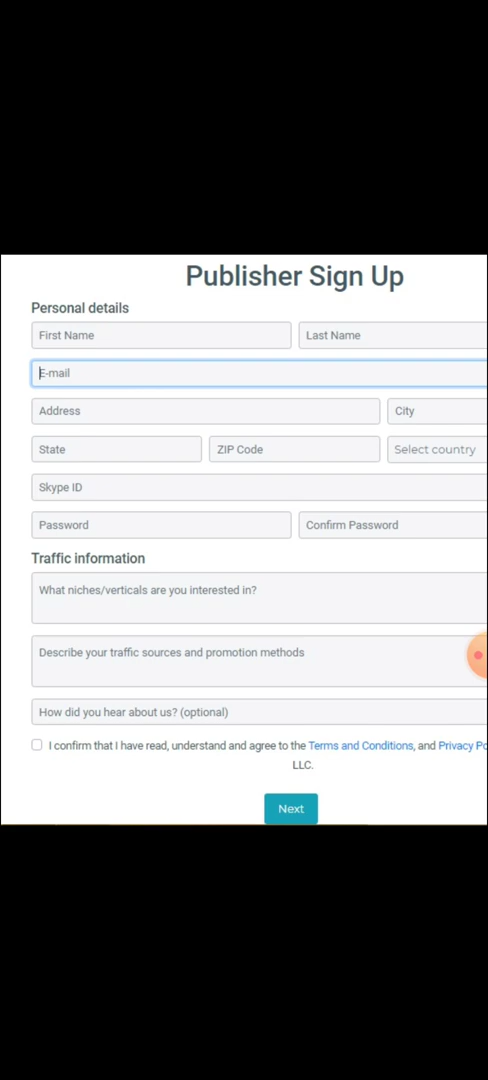 Publisher Sign Up
Personal details
First Name Last Name
E-mail
Address City
State ZIP Code Select country
Skype ID
Password Confirm Password
Traffic information
What niches/verticals are you interested in?
Describe your traffic sources and promotion methods
How did you hear about us? (optional)
I confirm that I have read, understand and agree to the Terms and Conditions, and Privacy Po
LLC.
Next